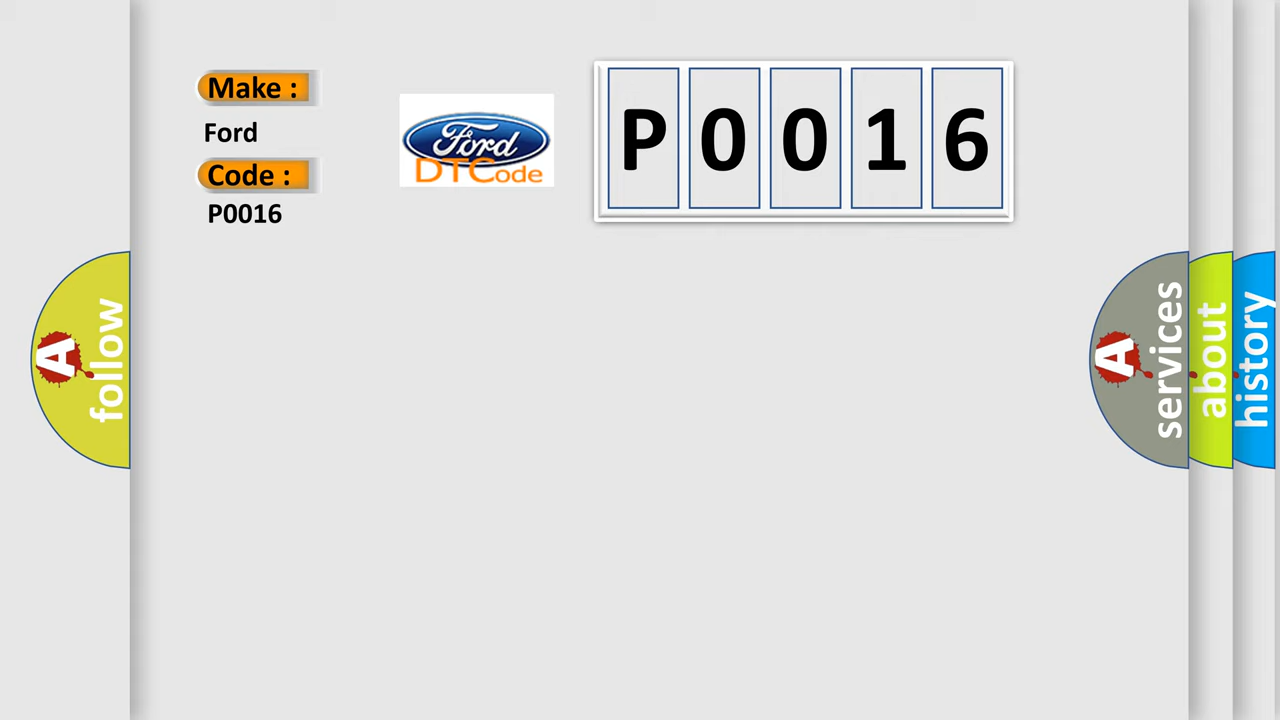 Make :
Ford
Code :
P0016
Ford
DTCode
P0016
A follow
A services
about
history